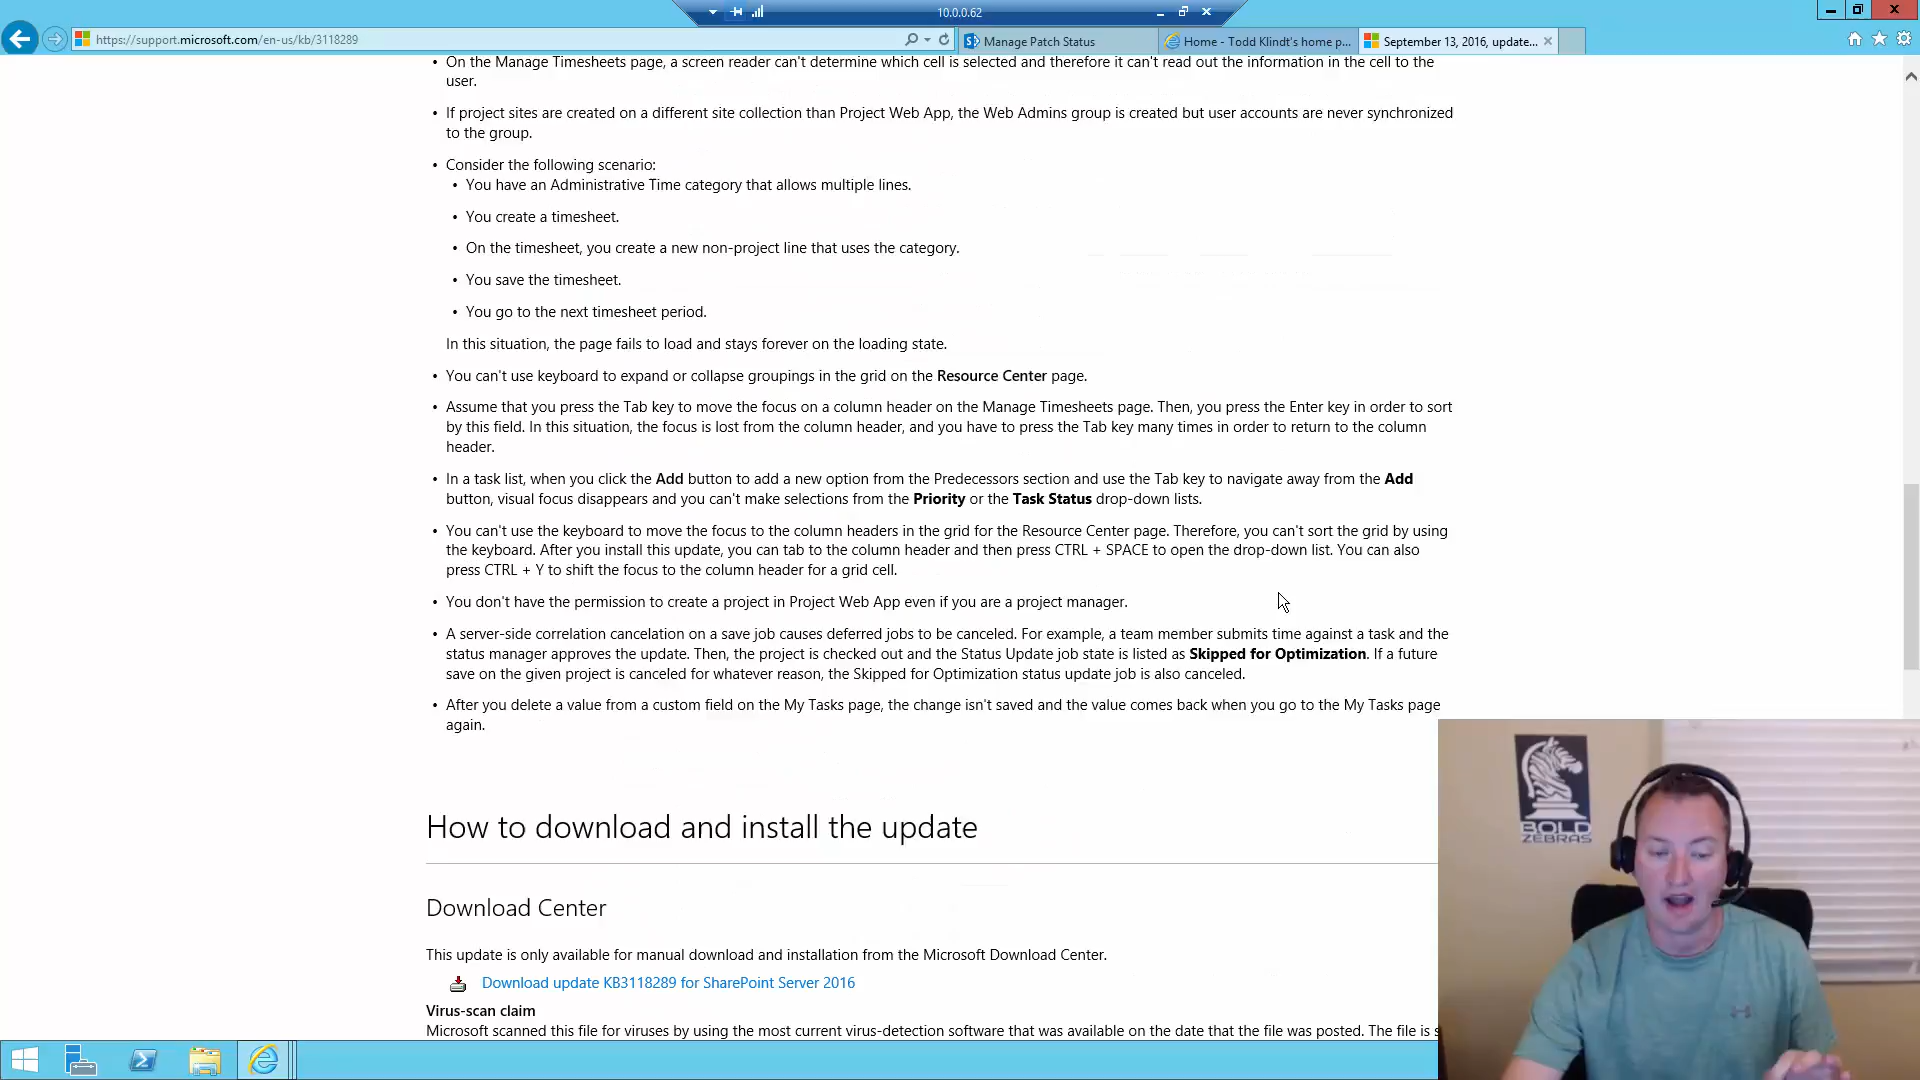 10.0.0.62
https://support.microsoft.com/en-us/kb/3118289
Manage Patch Status
Home - Todd Klindt's home p...
September 13, 2016, update...
• On the Manage Timesheets page, a screen reader can't determine which cell is selected and therefore it can't read out the information in the cell to the
user.
• If project sites are created on a different site collection than Project Web App, the Web Admins group is created but user accounts are never synchronized
to the group.
• Consider the following scenario:
• You have an Administrative Time category that allows multiple lines.
• You create a timesheet.
• On the timesheet, you create a new non-project line that uses the category.
• You save the timesheet.
• You go to the next timesheet period.
In this situation, the page fails to load and stays forever on the loading state.
• You can't use keyboard to expand or collapse groupings in the grid on the Resource Center page.
• Assume that you press the Tab key to move the focus on a column header on the Manage Timesheets page. Then, you press the Enter key in order to sort
by this field. In this situation, the focus is lost from the column header, and you have to press the Tab key many times in order to return to the column
header.
• In a task list, when you click the Add button to add a new option from the Predecessors section and use the Tab key to navigate away from the Add
button, visual focus disappears and you can't make selections from the Priority or the Task Status drop-down lists.
• You can't use the keyboard to move the focus to the column headers in the grid for the Resource Center page. Therefore, you can't sort the grid by using
the keyboard. After you install this update, you can tab to the column header and then press CTRL + SPACE to open the drop-down list. You can also
press CTRL + Y to shift the focus to the column header for a grid cell.
• You don't have the permission to create a project in Project Web App even if you are a project manager.
• A server-side correlation cancelation on a save job causes deferred jobs to be canceled. For example, a team member submits time against a task and the
status manager approves the update. Then, the project is checked out and the Status Update job state is listed as Skipped for Optimization. If a future
save on the given project is canceled for whatever reason, the Skipped for Optimization status update job is also canceled.
• After you delete a value from a custom field on the My Tasks page, the change isn't saved and the value comes back when you go to the My Tasks page
again.
How to download and install the update
Download Center
This update is only available for manual download and installation from the Microsoft Download Center.
Download update KB3118289 for SharePoint Server 2016
Virus-scan claim
Microsoft scanned this file for viruses by using the most current virus-detection software that was available on the date that the file was posted. The file is s
BOLD
ZEBRAS